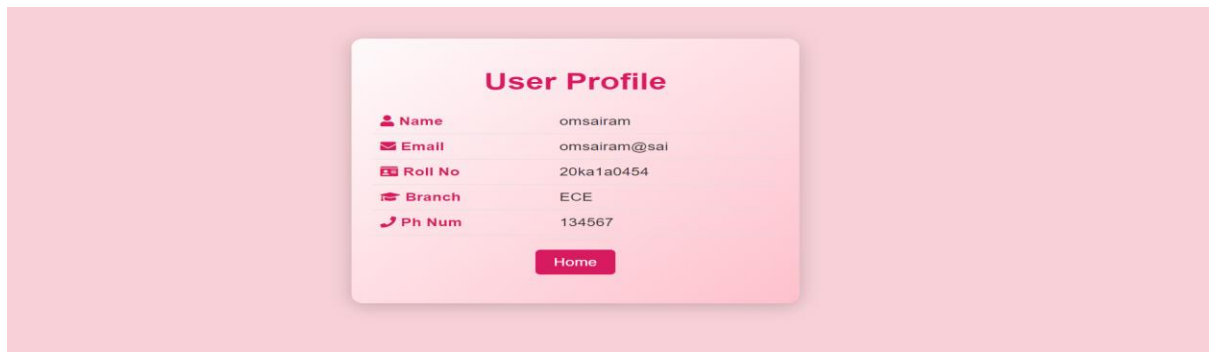 User Profile
Name omsairam
Email omsairam@sai
Roll No 20ka1a0454
Branch ECE
Ph Num 134567
Home